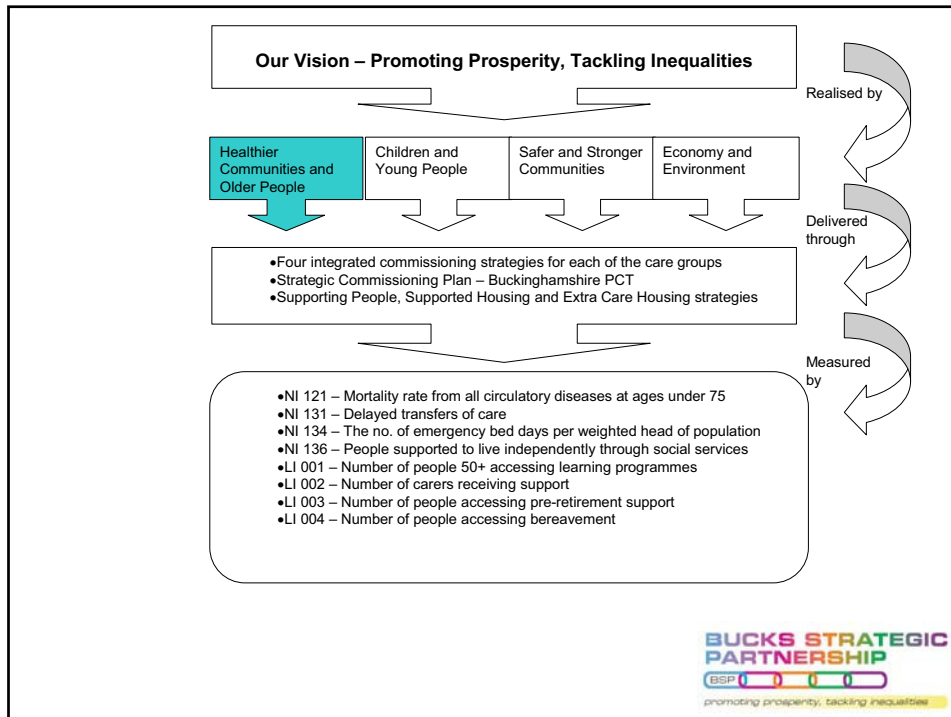 Our Vision – Promoting Prosperity, Tackling Inequalities
Realised by
Healthier
Communities and
Older People
Children and
Young People
Safer and Stronger
Communities
Economy and
Environment
Delivered
through
•Four integrated commissioning strategies for each of the care groups
•Strategic Commissioning Plan – Buckinghamshire PCT
•Supporting People, Supported Housing and Extra Care Housing strategies
Measured
by
•NI 121 – Mortality rate from all circulatory diseases at ages under 75
•NI 131 – Delayed transfers of care
•NI 134 – The no. of emergency bed days per weighted head of population
•NI 136 – People supported to live independently through social services
•LI 001 – Number of people 50+ accessing learning programmes
•LI 002 – Number of carers receiving support
•LI 003 – Number of people accessing pre-retirement support
•LI 004 – Number of people accessing bereavement
BUCKS STRATEGIC
PARTNERSHIP
BSP
promoting prosperity, tackling inequalities